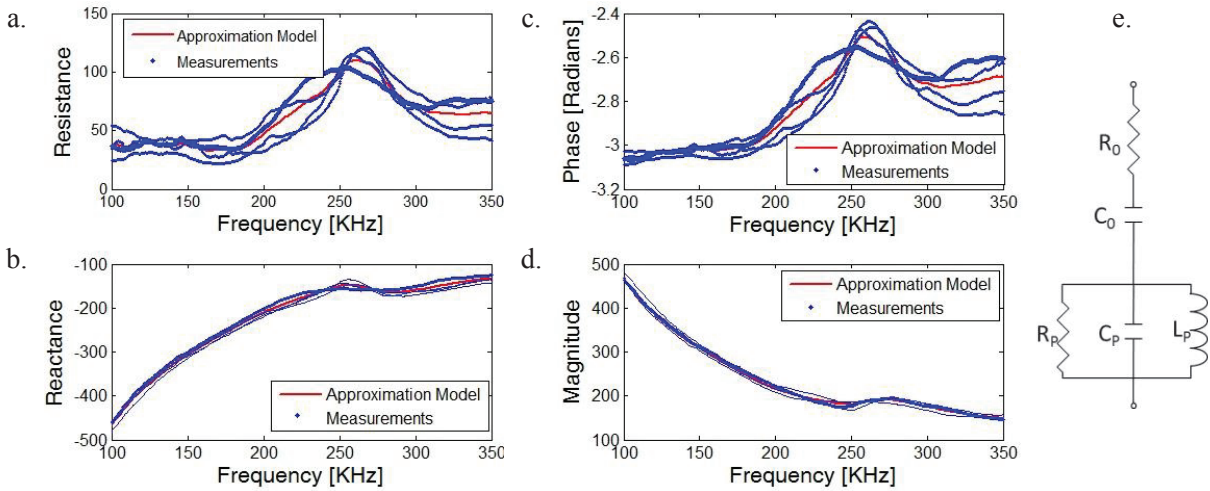 a.
150
100
50
0
Resistance
Approximation Model
Measurements
100 150 200 250 300 350
Frequency [KHz]
b.
-100
-200
-300
-400
-500
Reactance
Approximation Model
Measurements
100 150 200 250 300 350
Frequency [KHz]
c.
-2.4
-2.6
-2.8
-3
-3.2
Phase [Radians]
Approximation Model
Measurements
100 150 200 250 300 350
Frequency [KHz]
d.
500
400
300
200
100
Magnitude
Approximation Model
Measurements
100 150 200 250 300 350
Frequency [KHz]
e.
R0
C0
RP
CP
LP